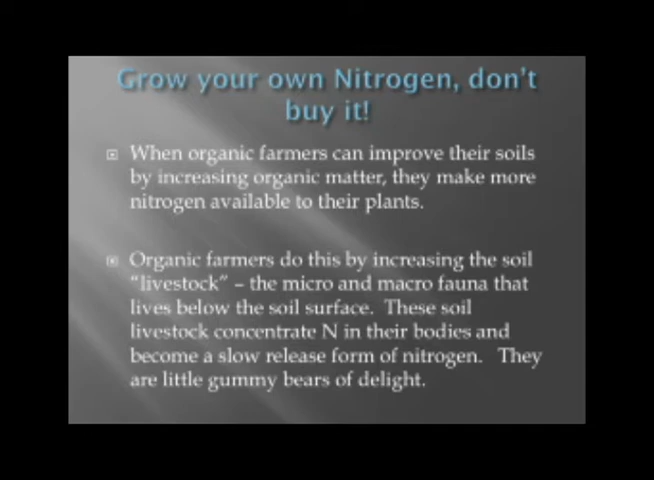 Grow your own Nitrogen, don't
buy it!
When organic farmers can improve their soils
by increasing organic matter, they make more
nitrogen available to their plants.
Organic farmers do this by increasing the soil
"livestock" – the micro and macro fauna that
lives below the soil surface. These soil
livestock concentrate N in their bodies and
become a slow release form of nitrogen. They
are little gummy bears of delight.